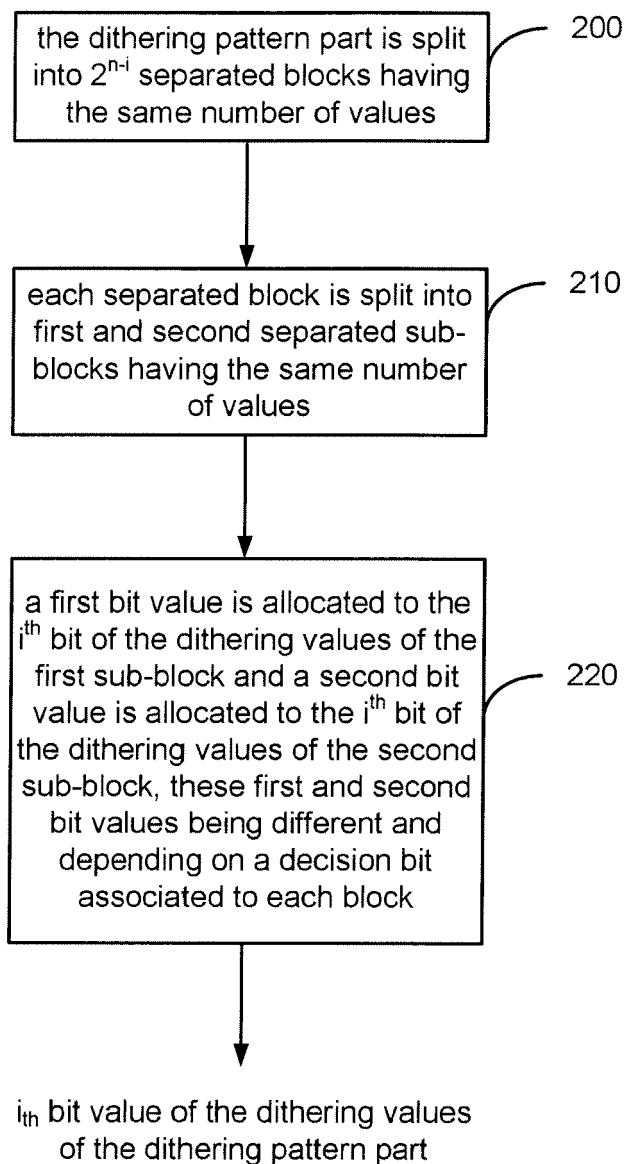 the dithering pattern part is split
into 2ⁿ⁻ⁱ separated blocks having
the same number of values
200
each separated block is split into
first and second separated sub-
blocks having the same number
of values
210
a first bit value is allocated to the
iᵗʰ bit of the dithering values of the
first sub-block and a second bit
value is allocated to the iᵗʰ bit of
the dithering values of the second
sub-block, these first and second
bit values being different and
depending on a decision bit
associated to each block
220
i_th bit value of the dithering values
of the dithering pattern part